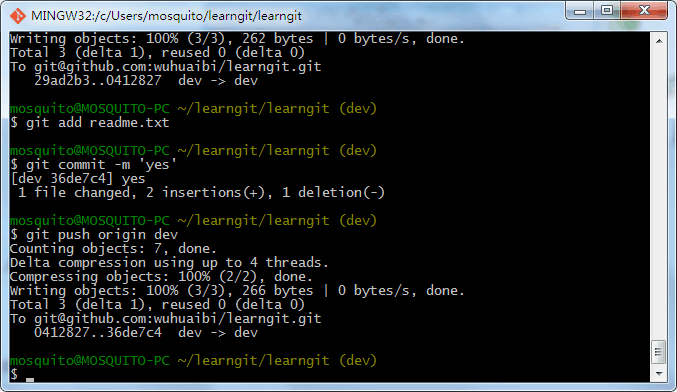 MINGW32:/c/Users/mosquito/learngit/learngit
Writing objects: 100% (3/3), 262 bytes | 0 bytes/s, done.
Total 3 (delta 1), reused 0 (delta 0)
To git@github.com:wuhuaibi/learngit.git
   29ad2b3..0412827  dev -> dev
mosquito@MOSQUITO-PC ~/learngit/learngit (dev)
$ git add readme.txt
mosquito@MOSQUITO-PC ~/learngit/learngit (dev)
$ git commit -m 'yes'
[dev 36de7c4] yes
 1 file changed, 2 insertions(+), 1 deletion(-)
mosquito@MOSQUITO-PC ~/learngit/learngit (dev)
$ git push origin dev
Counting objects: 7, done.
Delta compression using up to 4 threads.
Compressing objects: 100% (2/2), done.
Writing objects: 100% (3/3), 266 bytes | 0 bytes/s, done.
Total 3 (delta 1), reused 0 (delta 0)
To git@github.com:wuhuaibi/learngit.git
   0412827..36de7c4  dev -> dev
mosquito@MOSQUITO-PC ~/learngit/learngit (dev)
$